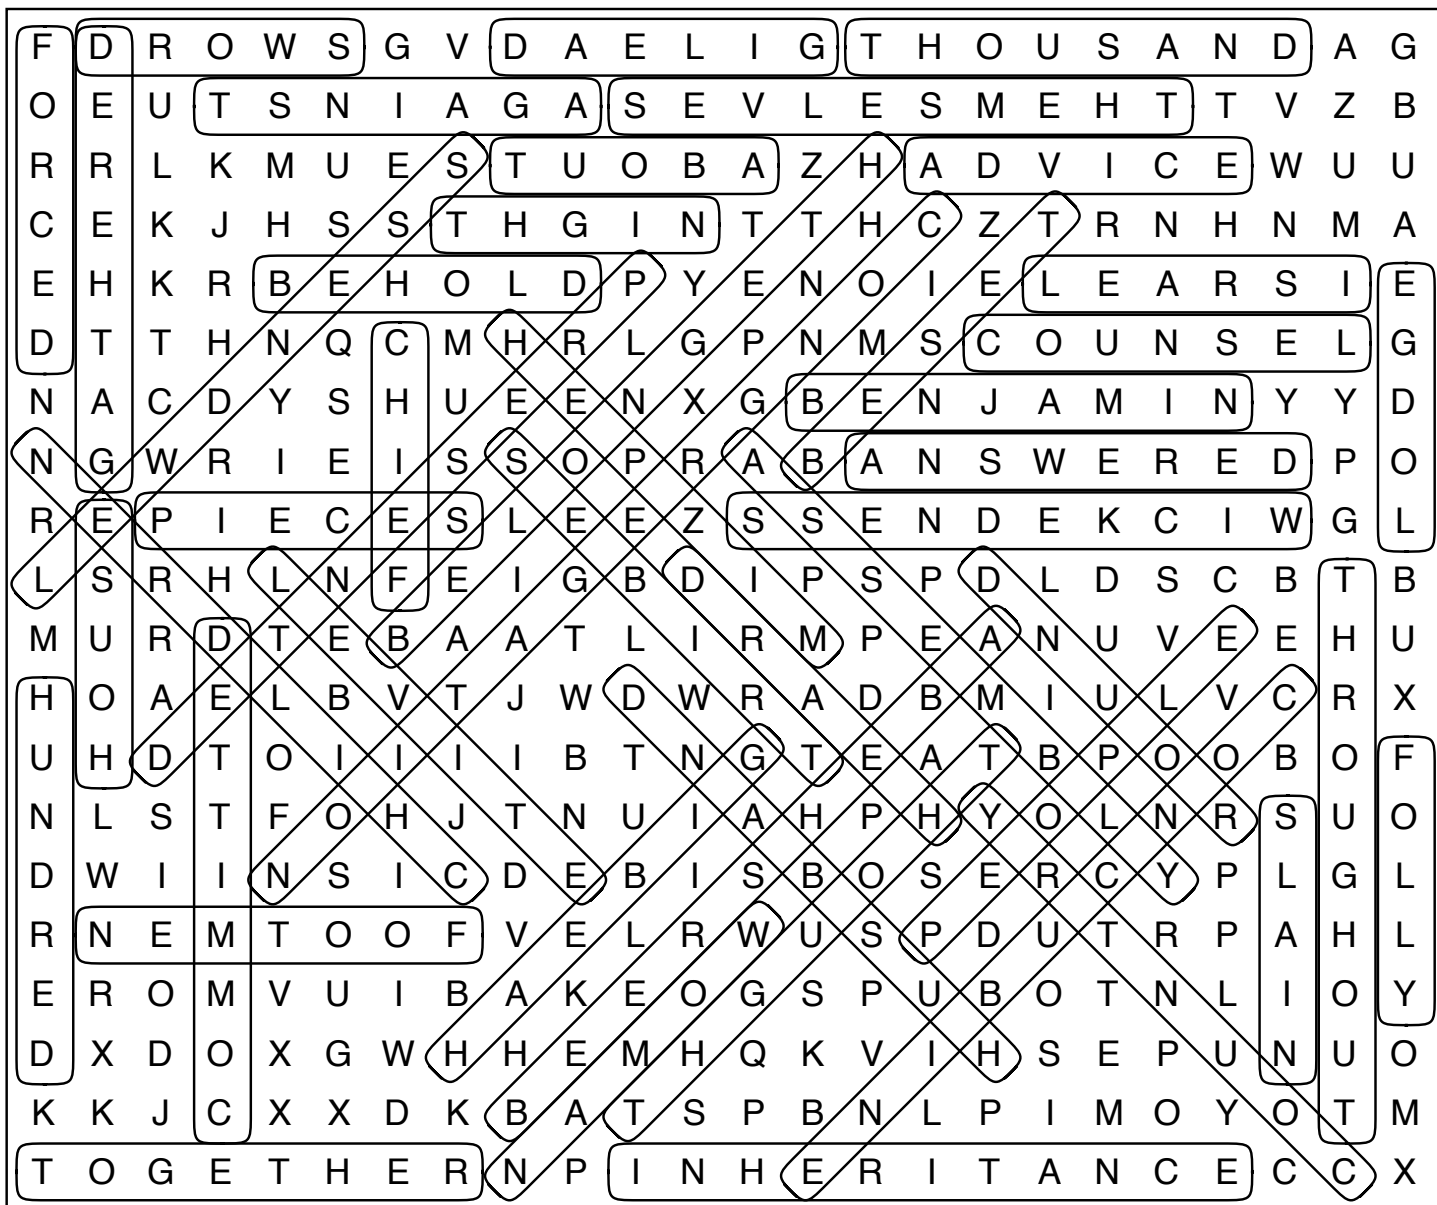 F D R O W S G V D A E L I G T H O U S A N D A G
O E U T S N I A G A S E V L E S M E H T T V Z B
R R L K M U E S T U O B A Z H A D V I C E W U U
C E K J H S S T H G I N T T H C Z T R N H N M A
E H K R B E H O L D P Y E N O I E L E A R S I E
D T T H N Q C M H R L G P N M S C O U N S E L G
N A C D Y S H U E E N X G B E N J A M I N Y Y D
N G W R I E I S S O P R A B A N S W E R E D P O
R E P I E C E S L E E Z S S E N D E K C I W G L
L S R H L N F E I G B D I P S P D L D S C B T B
M U R D T E B A A T L I R M P E A N U V E E H U
H O A E L B V T J W D W R A D B M I U L V C R X
U H D T O I I I I B T N G T E A T B P O O B O F
N L S T F O H J T N U I A H P H Y O L N R S U O
D W I I N S I C D E B I S B O S E R C Y P L G L
R N E M T O O F V E L R W U S P D U T R P A H L
E R O M V U I B A K E O G S P U B O T N L I O Y
D X D O X G W H H E M H Q K V I H S E P U N U O
K K J C X X D K B A T S P B N L P I M O Y O T M
T O G E T H E R N P I N H E R I T A N C E C C X